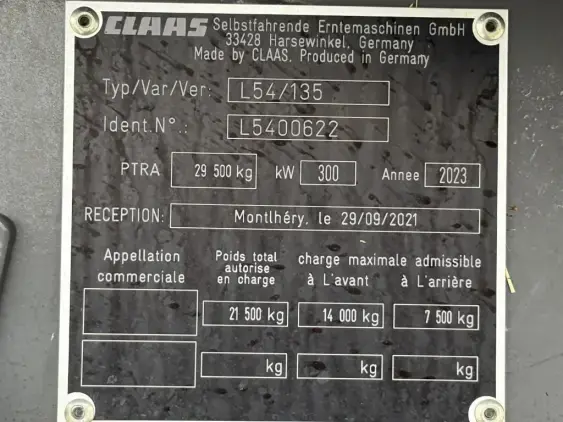 CLAAS Selbstfahrende Erntemaschinen GmbH
33428 Harsewinkel, Germany
Made by CLAAS. Produced in Germany
Typ/Var/Ver: L54/135
Ident.N°.: L5400622
PTRA 29 500 kg kW 300 Annee 2023
RECEPTION: Montlhéry, le 29/09/2021
Appellation commerciale
Poids total autorise en charge
charge maximale admissible
à L'avant à L'arrière
21 500 kg 14 000 kg 7 500 kg
kg kg kg